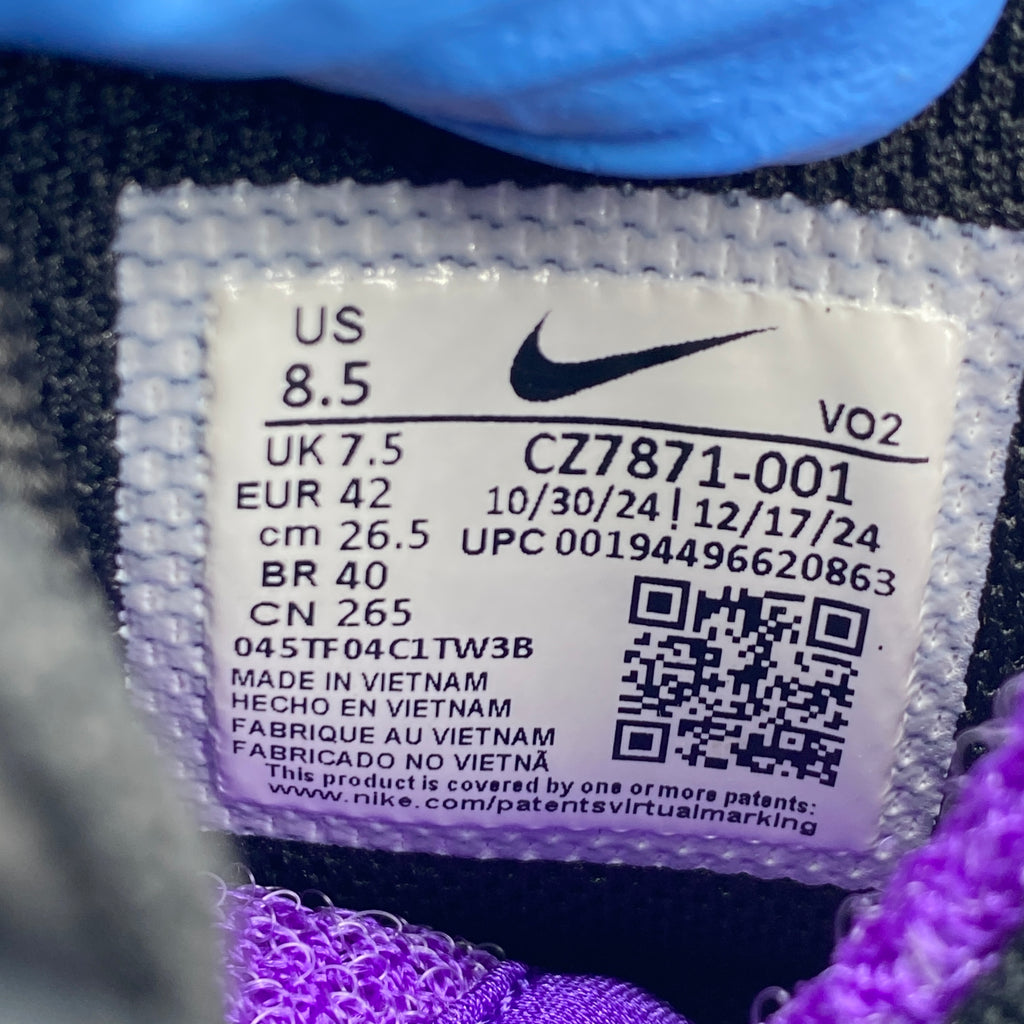 US
8.5
VO2
UK 7.5
CZ7871-001
EUR 42
10/30/24 ! 12/17/24
cm 26.5
UPC 00194496620863
BR 40
CN 265
045TF04C1TW3B
MADE IN VIETNAM
HECHO EN VIETNAM
FABRIQUE AU VIETNAM
FABRICADO NO VIETNÃ
This product is covered by one or more patents:
www.nike.com/patentsvirtualmarking